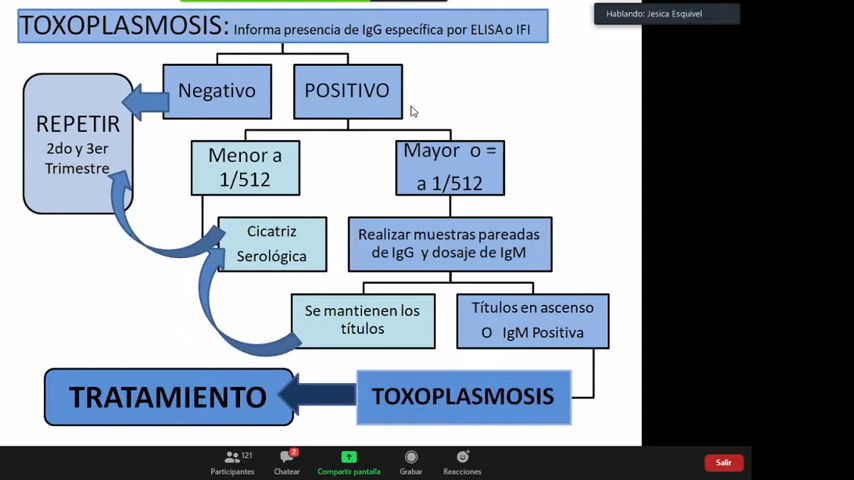 Hablando: Jesica Esquivel
TOXOPLASMOSIS: Informa presencia de IgG específica por ELISA o IFI
Negativo
POSITIVO
REPETIR
2do y 3er
Trimestre
Menor a
1/512
Mayor o =
a 1/512
Cicatriz
Serológica
Realizar muestras pareadas
de IgG y dosaje de IgM
Se mantienen los
títulos
Títulos en ascenso
O IgM Positiva
TRATAMIENTO
TOXOPLASMOSIS
121
2
Participantes
Chatear
Compartir pantalla
Grabar
Reacciones
Salir